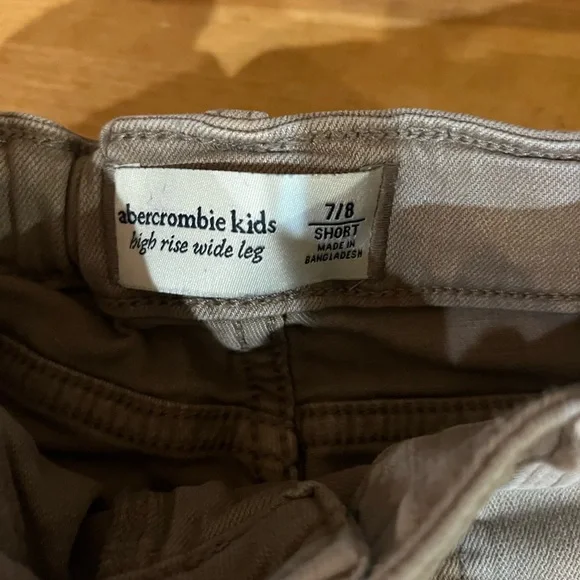 abercrombie kids
high rise wide leg
7/8
SHORT
MADE IN
BANGLADESH